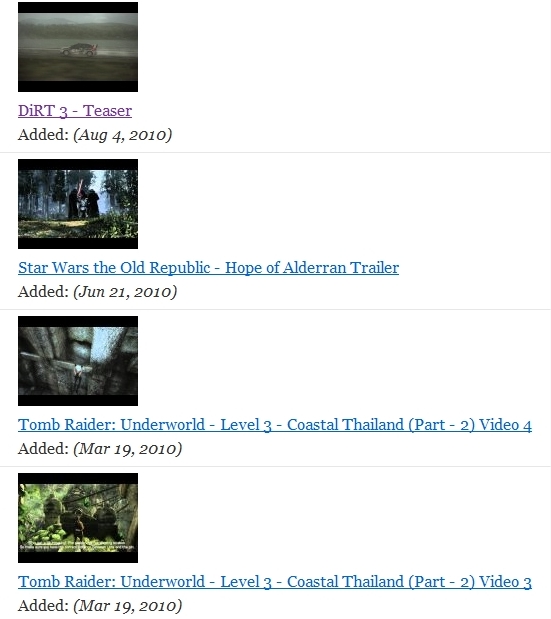 DiRT 3 - Teaser
Added: (Aug 4, 2010)
Star Wars the Old Republic - Hope of Alderran Trailer
Added: (Jun 21, 2010)
Tomb Raider: Underworld - Level 3 - Coastal Thailand (Part - 2) Video 4
Added: (Mar 19, 2010)
Tomb Raider: Underworld - Level 3 - Coastal Thailand (Part - 2) Video 3
Added: (Mar 19, 2010)